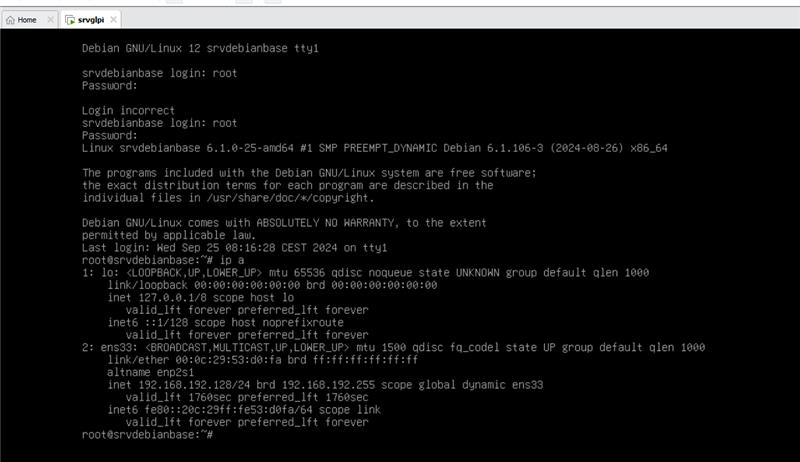 Home
srvglpi
Debian GNU/Linux 12 srvdebianbase tty1
srvdebianbase login: root
Password:
Login incorrect
srvdebianbase login: root
Password:
Linux srvdebianbase 6.1.0-25-amd64 #1 SMP PREEMPT_DYNAMIC Debian 6.1.106-3 (2024-08-26) x86_64
The programs included with the Debian GNU/Linux system are free software;
the exact distribution terms for each program are described in the
individual files in /usr/share/doc/*/copyright.
Debian GNU/Linux comes with ABSOLUTELY NO WARRANTY, to the extent
permitted by applicable law.
Last login: Wed Sep 25 08:16:28 CEST 2024 on tty1
root@srvdebianbase:~# ip a
1: lo: <LOOPBACK,UP,LOWER_UP> mtu 65536 qdisc noqueue state UNKNOWN group default qlen 1000
link/loopback 00:00:00:00:00:00 brd 00:00:00:00:00:00
inet 127.0.0.1/8 scope host lo
valid_lft forever preferred_lft forever
inet6 ::1/128 scope host noprefixroute
valid_lft forever preferred_lft forever
2: ens33: <BROADCAST,MULTICAST,UP,LOWER_UP> mtu 1500 qdisc fq_codel state UP group default qlen 1000
link/ether 00:0c:29:53:d0:fa brd ff:ff:ff:ff:ff:ff
altname enp2s1
inet 192.168.192.128/24 brd 192.168.192.255 scope global dynamic ens33
valid_lft 1760sec preferred_lft 1760sec
inet6 fe80::20c:29ff:fe53:d0fa/64 scope link
valid_lft forever preferred_lft forever
root@srvdebianbase:~#